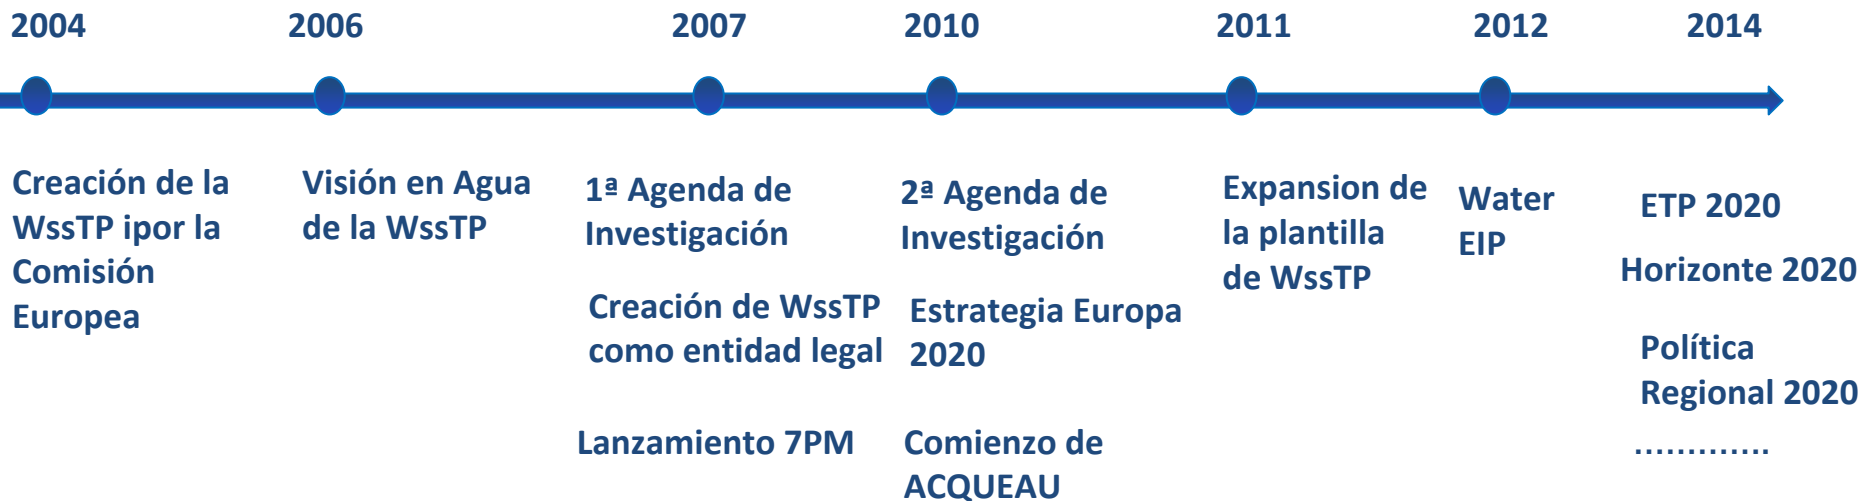 2004
2006
2007
2010
2011
2012
2014
Creación de la
WssTP ipor la
Comisión
Europea
Visión en Agua
de la WssTP
1ª Agenda de
Investigación
Creación de WssTP
como entidad legal
Lanzamiento 7PM
2ª Agenda de
Investigación
Estrategia Europa
2020
Comienzo de
ACQUEAU
Expansion de
la plantilla
de WssTP
Water
EIP
ETP 2020
Horizonte 2020
Política
Regional 2020
.............